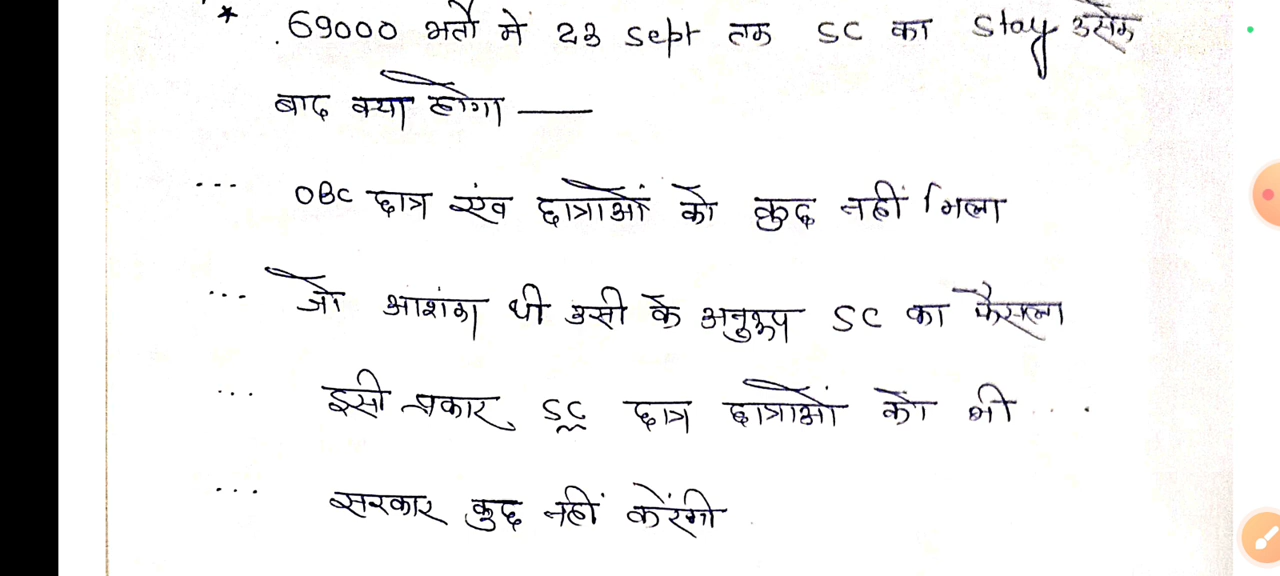 * 69000 भर्ती में 23 sept तक SC का stay उसके
बाद क्या होगा —
... OBC छात्र एंव छात्राओं को कुछ नहीं मिला
... जो आशंका थी उसी के अनुरूप SC का फैसला
... इसी प्रकार SC छात्र छात्राओं को भी ...
... सरकार कुछ नहीं करेंगी